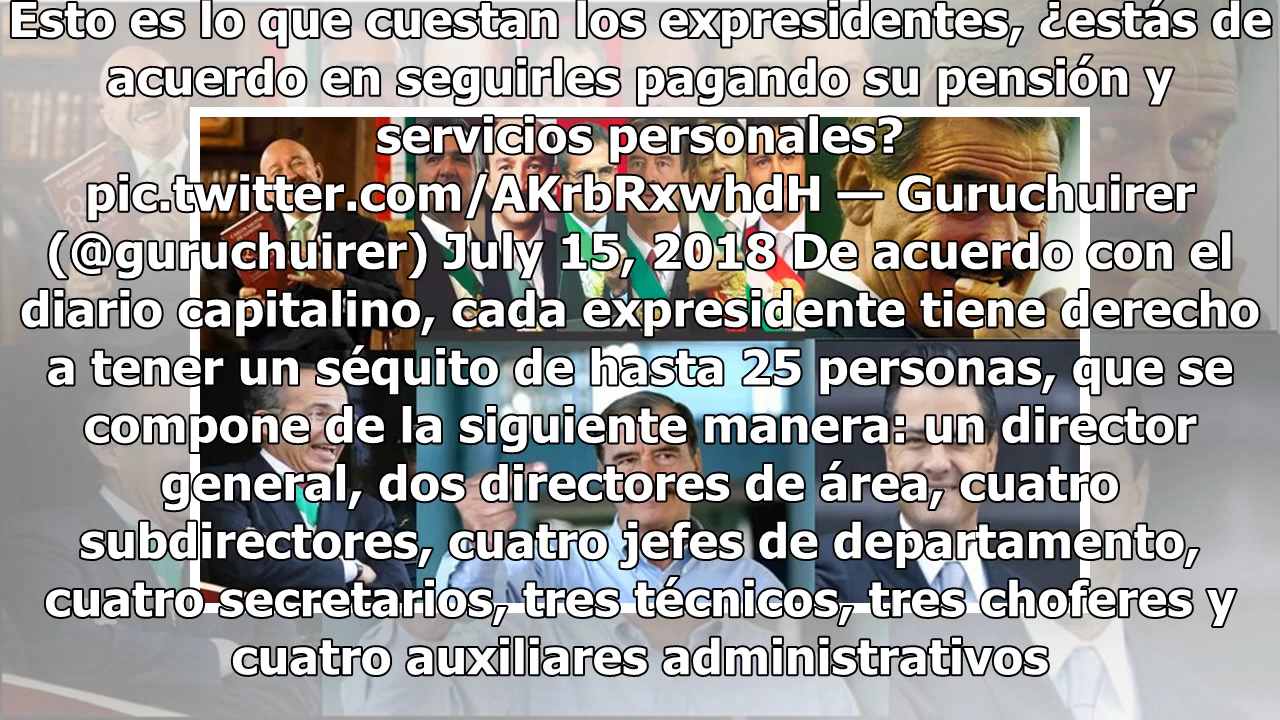 Esto es lo que cuestan los expresidentes, ¿estás de
acuerdo en seguirles pagando su pensión y
servicios personales?
pic.twitter.com/AKrbRxwhdH — Guruchuirer
(@guruchuirer) July 15, 2018 De acuerdo con el
diario capitalino, cada expresidente tiene derecho
a tener un séquito de hasta 25 personas, que se
compone de la siguiente manera: un director
general, dos directores de área, cuatro
subdirectores, cuatro jefes de departamento,
cuatro secretarios, tres técnicos, tres choferes y
cuatro auxiliares administrativos